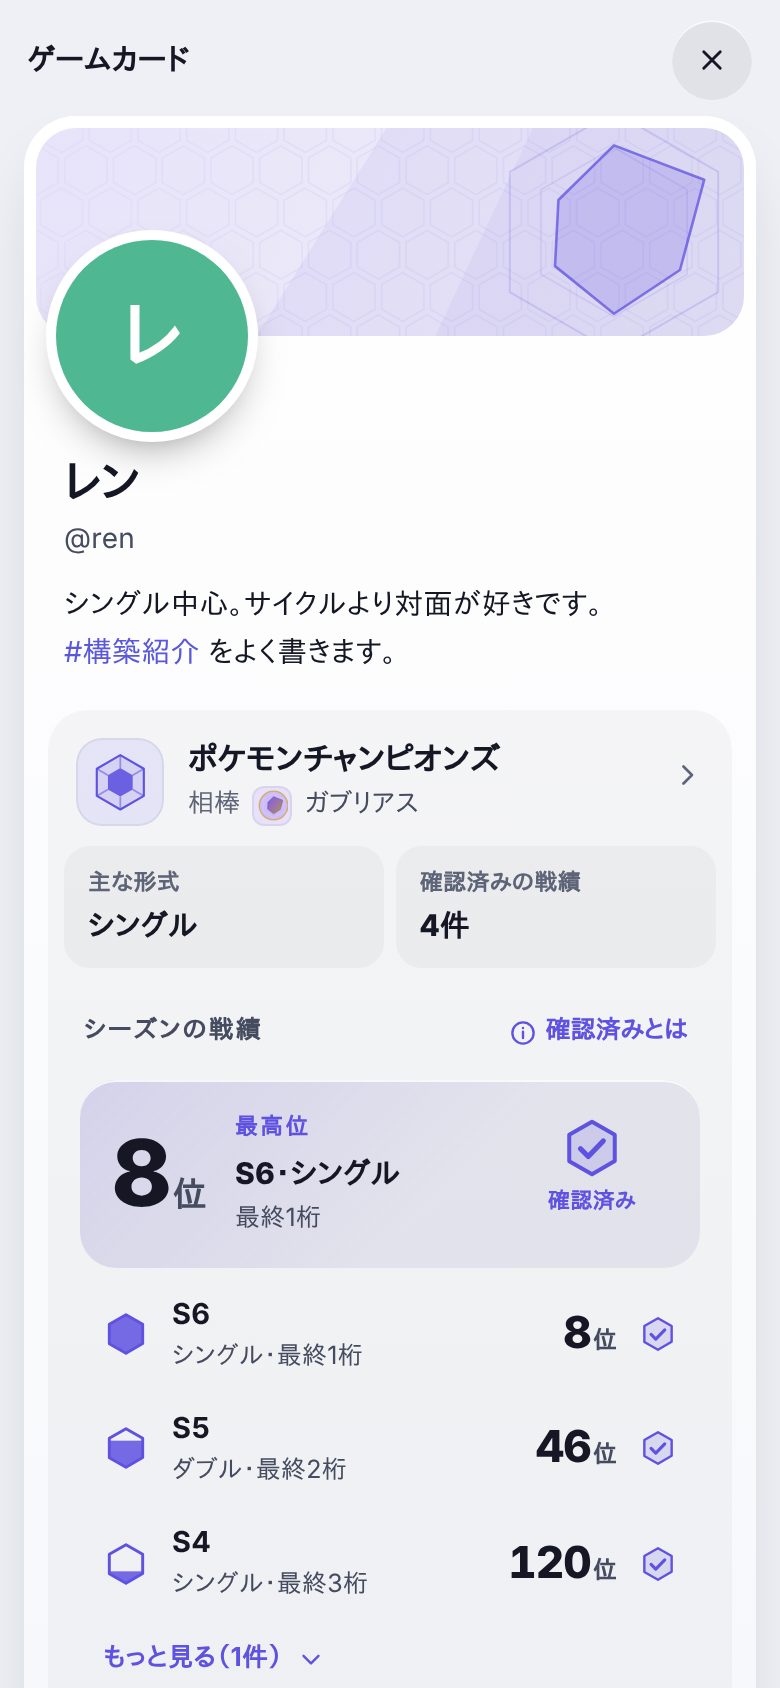 ゲームカード
レ
レン
@ren
シングル中心。サイクルより対面が好きです。
#構築紹介 をよく書きます。
ポケモンチャンピオンズ
相棒 ガブリアス
主な形式
シングル
確認済みの戦績
4件
シーズンの戦績
確認済みとは
8位
最高位
S6·シングル
最終1桁
確認済み
S6
シングル·最終1桁
8位
S5
ダブル·最終2桁
46位
S4
シングル·最終3桁
120位
もっと見る（1件）